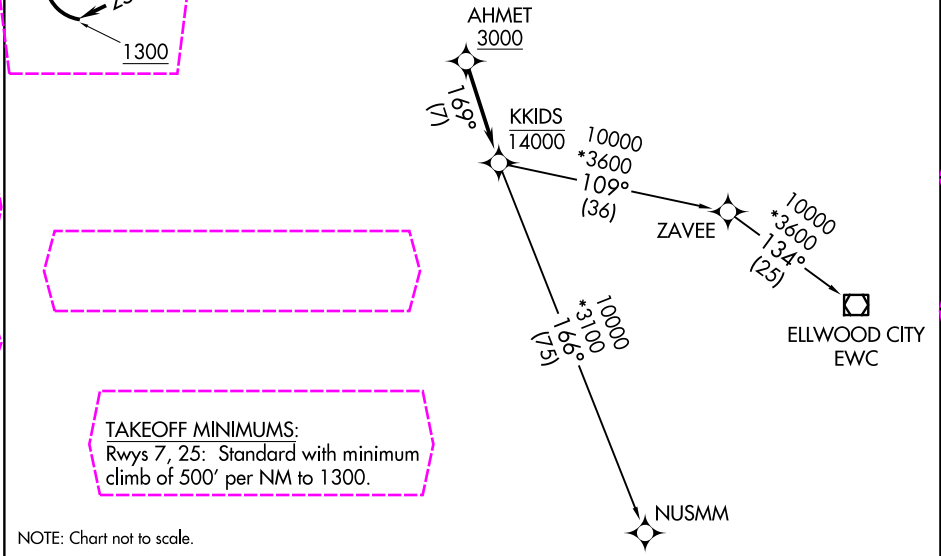 1300
AHMET
3000
169°
(7)
KKIDS
14000
10000
*3600
109°
(36)
ZAVEE
10000
*3600
134°
(25)
ELLWOOD CITY
EWC
10000
*3100
166°
(75)
TAKEOFF MINIMUMS:
Rwys 7, 25: Standard with minimum
climb of 500' per NM to 1300.
NUSMM
NOTE: Chart not to scale.